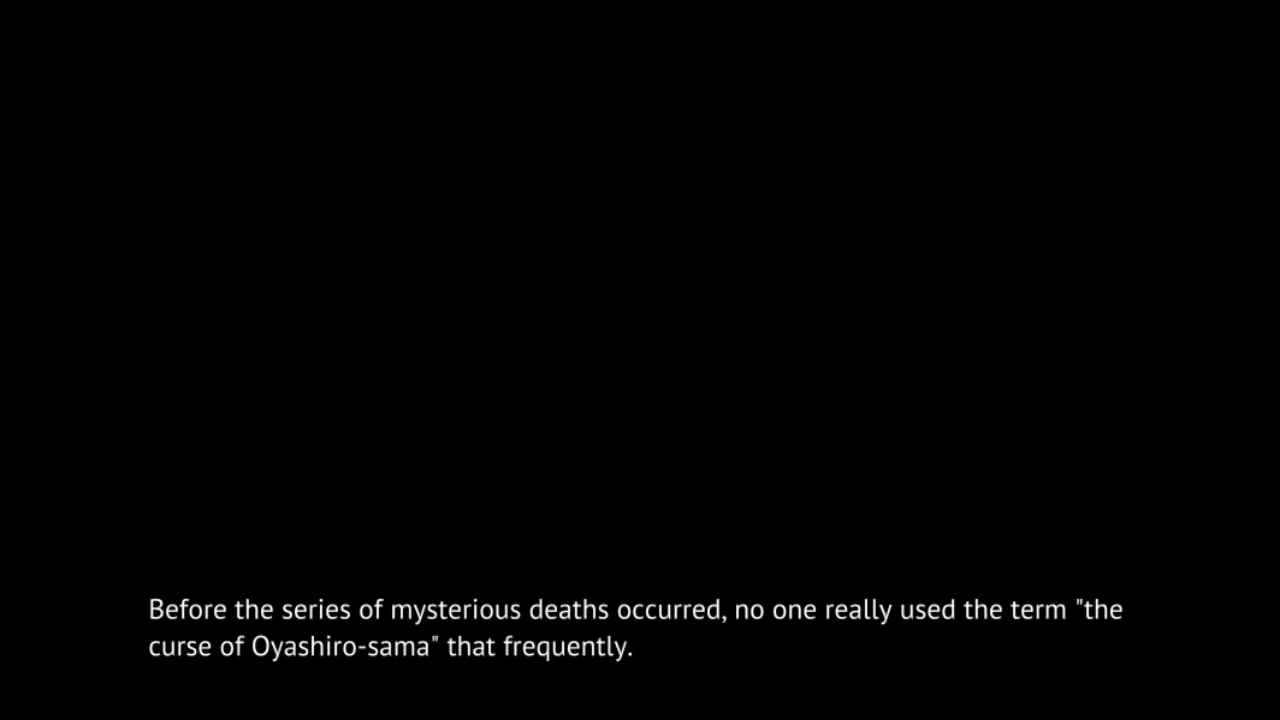 Before the series of mysterious deaths occurred, no one really used the term "the
curse of Oyashiro-sama" that frequently.